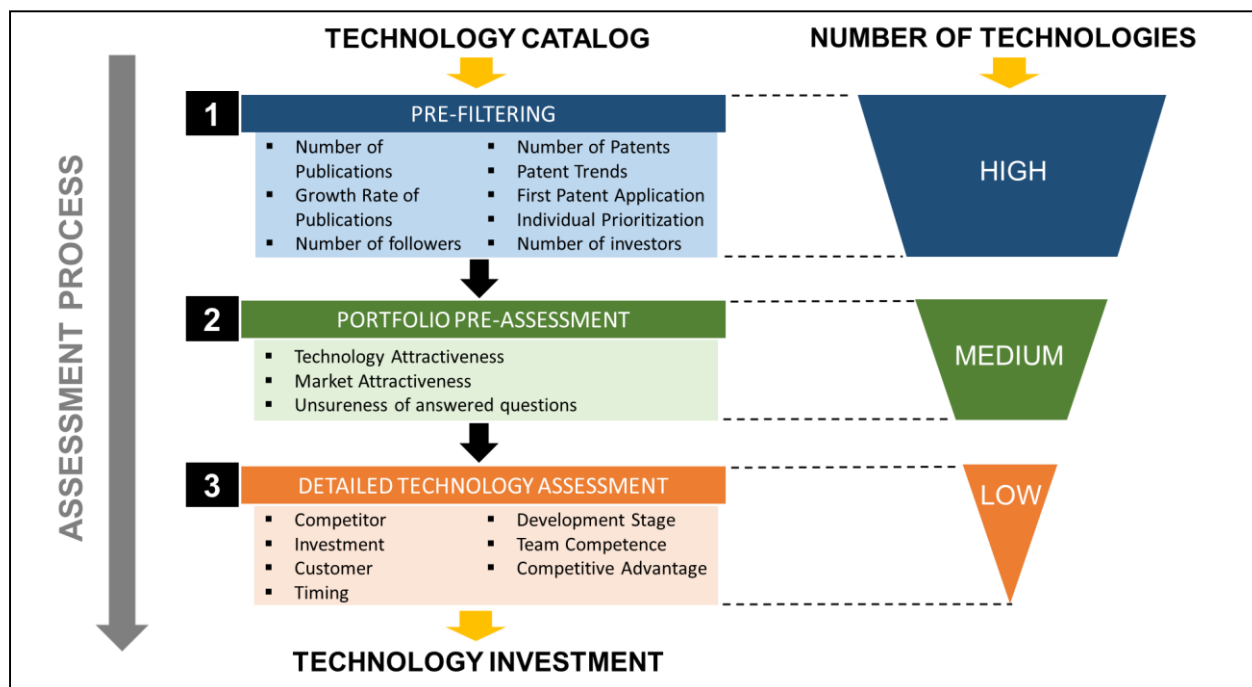 TECHNOLOGY CATALOG
NUMBER OF TECHNOLOGIES
ASSESSMENT PROCESS
1
PRE-FILTERING
▪ Number of
Publications
▪ Growth Rate of
Publications
▪ Number of followers
▪ Number of Patents
▪ Patent Trends
▪ First Patent Application
▪ Individual Prioritization
▪ Number of investors
HIGH
2
PORTFOLIO PRE-ASSESSMENT
▪ Technology Attractiveness
▪ Market Attractiveness
▪ Unsureness of answered questions
MEDIUM
3
DETAILED TECHNOLOGY ASSESSMENT
▪ Competitor
▪ Investment
▪ Customer
▪ Timing
▪ Development Stage
▪ Team Competence
▪ Competitive Advantage
LOW
TECHNOLOGY INVESTMENT